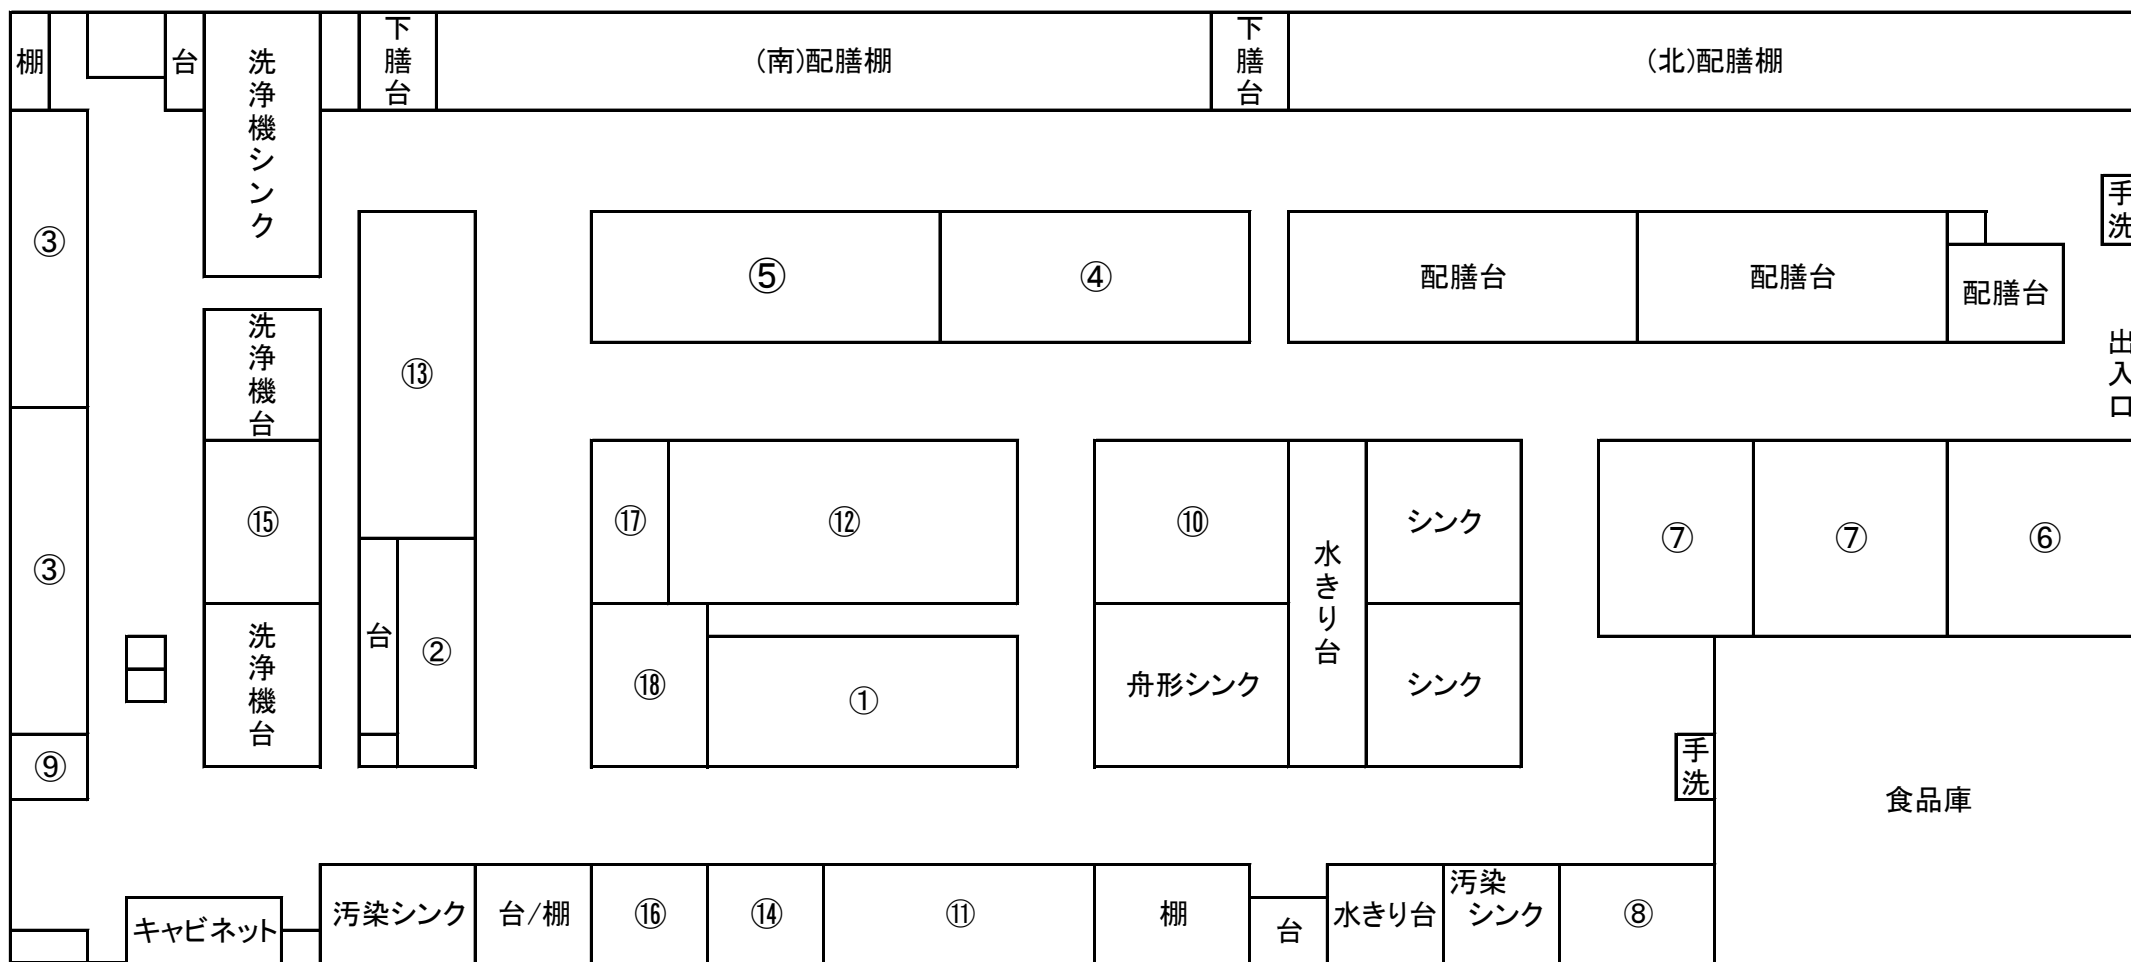 棚
台
洗浄機シンク
下膳台
(南)配膳棚
下膳台
(北)配膳棚
手洗
③
⑤
④
配膳台
配膳台
配膳台
洗浄機台
⑬
出入口
③
⑮
⑰
⑫
⑩
水きり台
シンク
⑦
⑦
⑥
洗浄機台
台
②
⑱
①
舟形シンク
シンク
手洗
⑨
食品庫
キャビネット
汚染シンク
台/棚
⑯
⑭
⑪
棚
台
水きり台
汚染
シンク
⑧